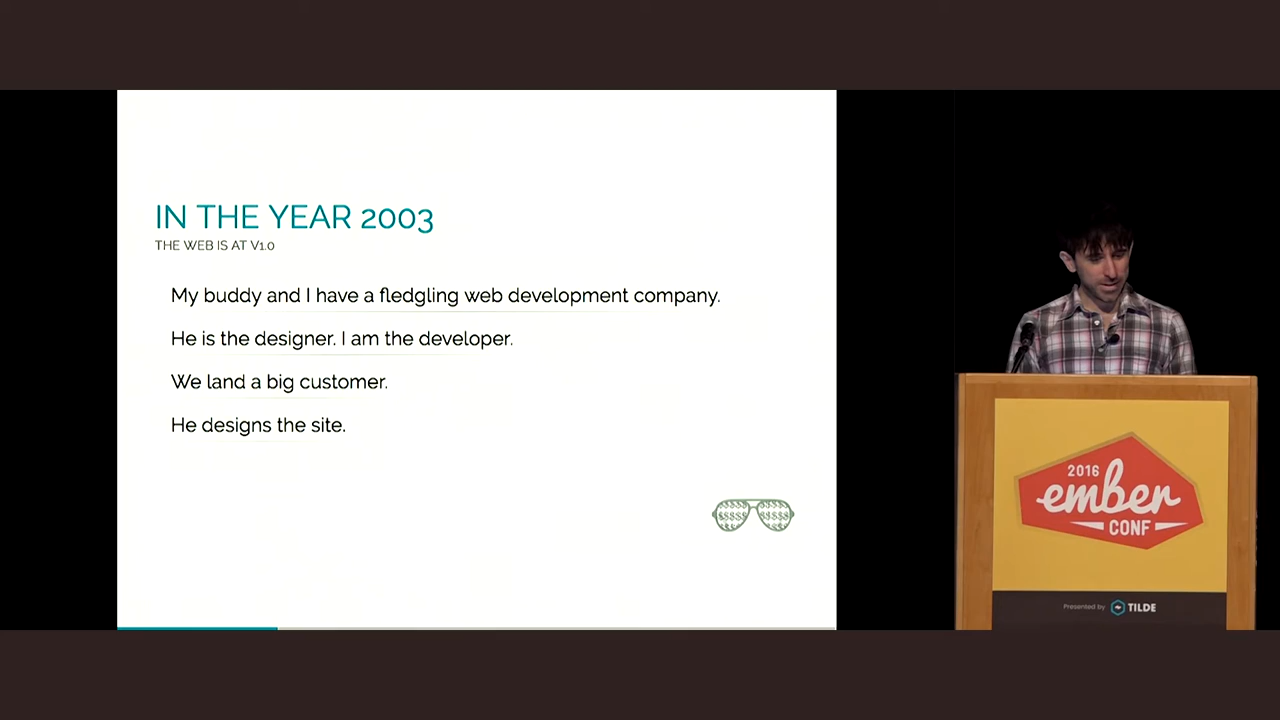 IN THE YEAR 2003
THE WEB IS AT V1.0
My buddy and I have a fledgling web development company.
He is the designer. I am the developer.
We land a big customer.
He designs the site.
$$$$$ $$$$$
2016
ember
CONF
Presented by TILDE